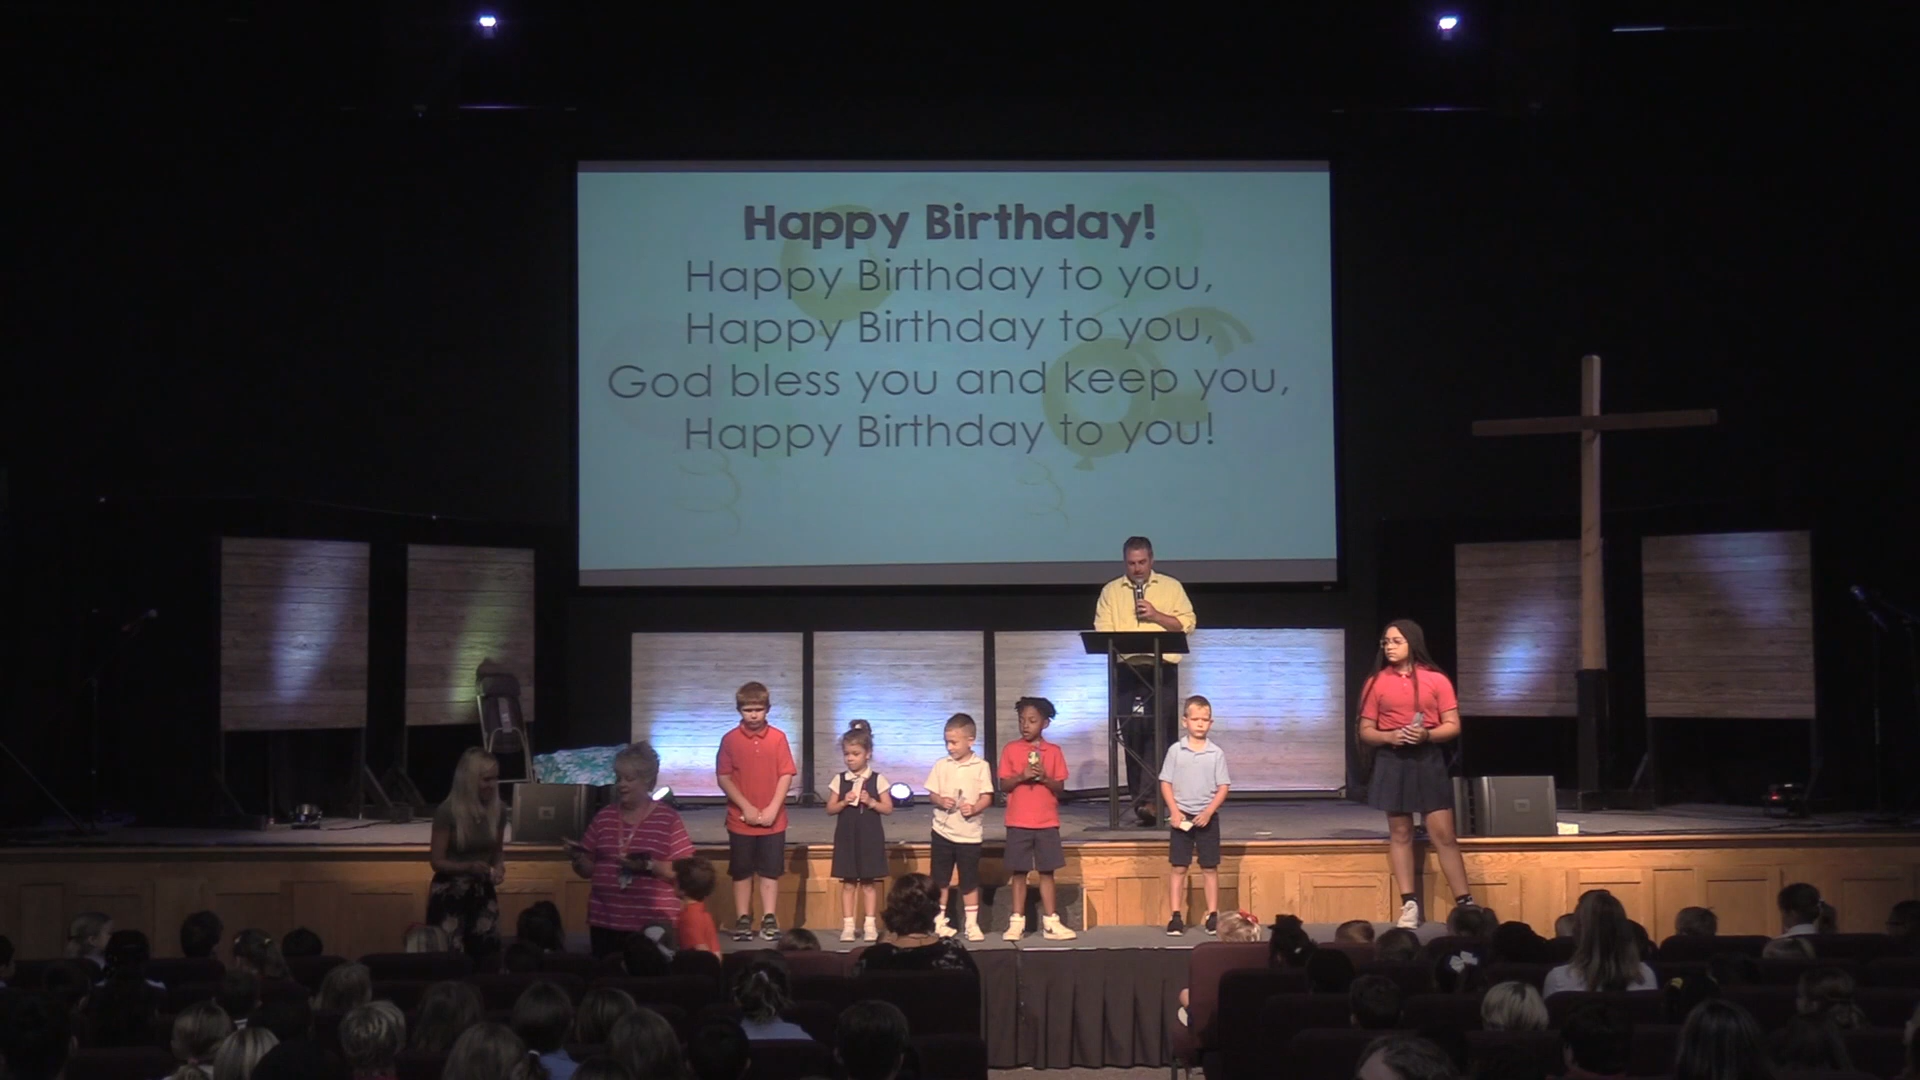 Happy Birthday!
Happy Birthday to you,
Happy Birthday to you,
God bless you and keep you,
Happy Birthday to you!